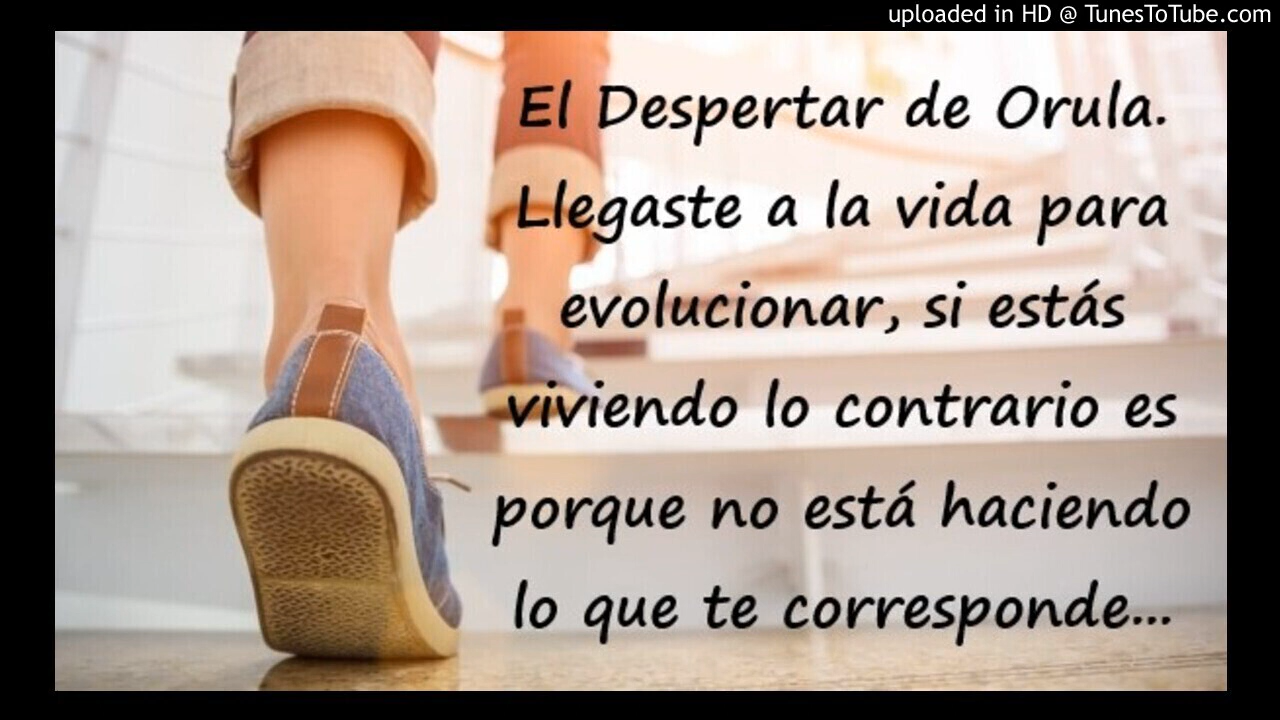 uploaded in HD @ TunesToTube.com
El Despertar de Orula.
Llegaste a la vida para
evolucionar, si estás
viviendo lo contrario es
porque no está haciendo
lo que te corresponde...